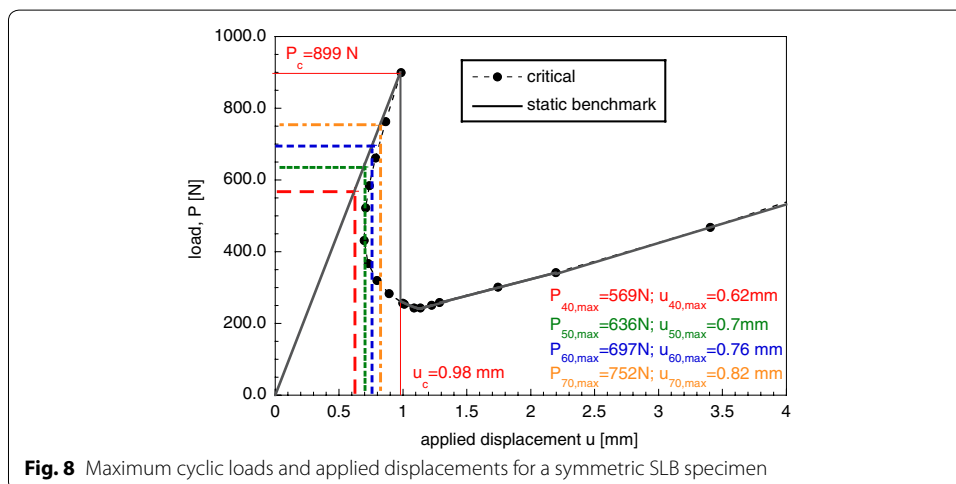 1000.0
800.0
600.0
400.0
200.0
0.0
load, P [N]
P_c=899 N
critical
static benchmark
P_40,max=569N; u_40,max=0.62mm
P_50,max=636N; u_50,max=0.7mm
P_60,max=697N; u_60,max=0.76 mm
P_70,max=752N; u_70,max=0.82 mm
u_c=0.98 mm
0 0.5 1 1.5 2 2.5 3 3.5 4
applied displacement u [mm]
Fig. 8 Maximum cyclic loads and applied displacements for a symmetric SLB specimen